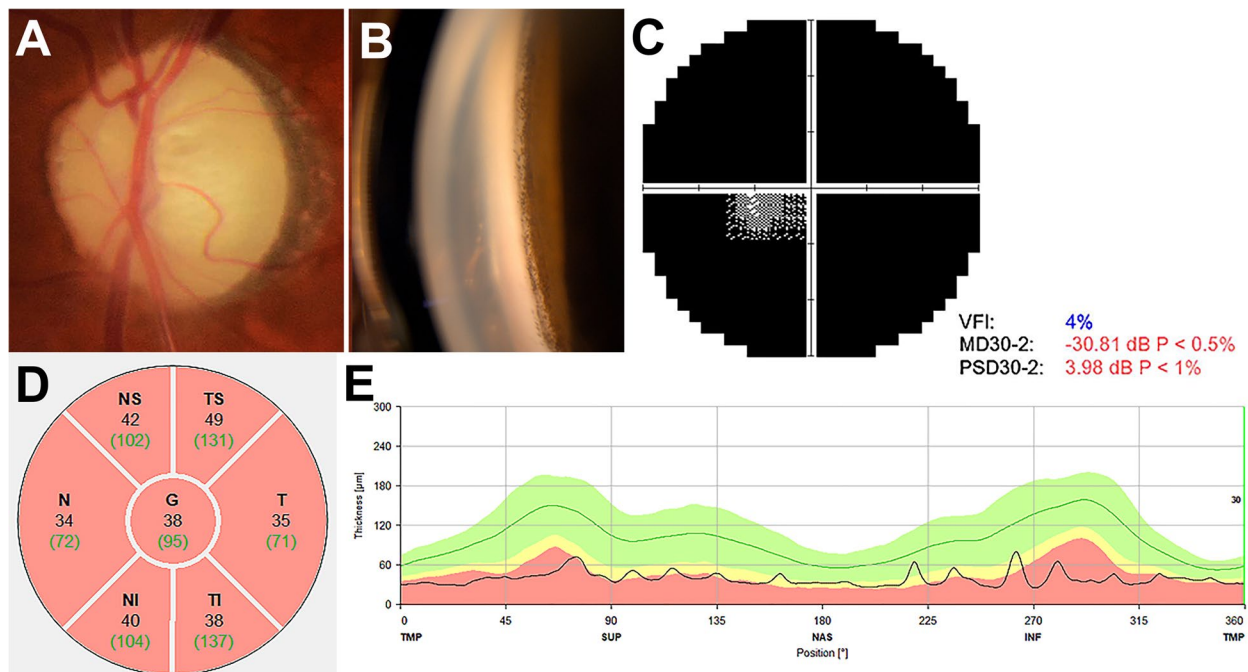 A
B
C
VFI: 4%
MD30-2: -30.81 dB P < 0.5%
PSD30-2: 3.98 dB P < 1%
D
NS
42
(102)
TS
49
(131)
N
34
(72)
G
38
(95)
T
35
(71)
NI
40
(104)
TI
38
(137)
E
Thickness [µm]
300
240
180
120
60
0
30
0 45 90 135 180 225 270 315 360
TMP SUP NAS INF TMP
Position [°]